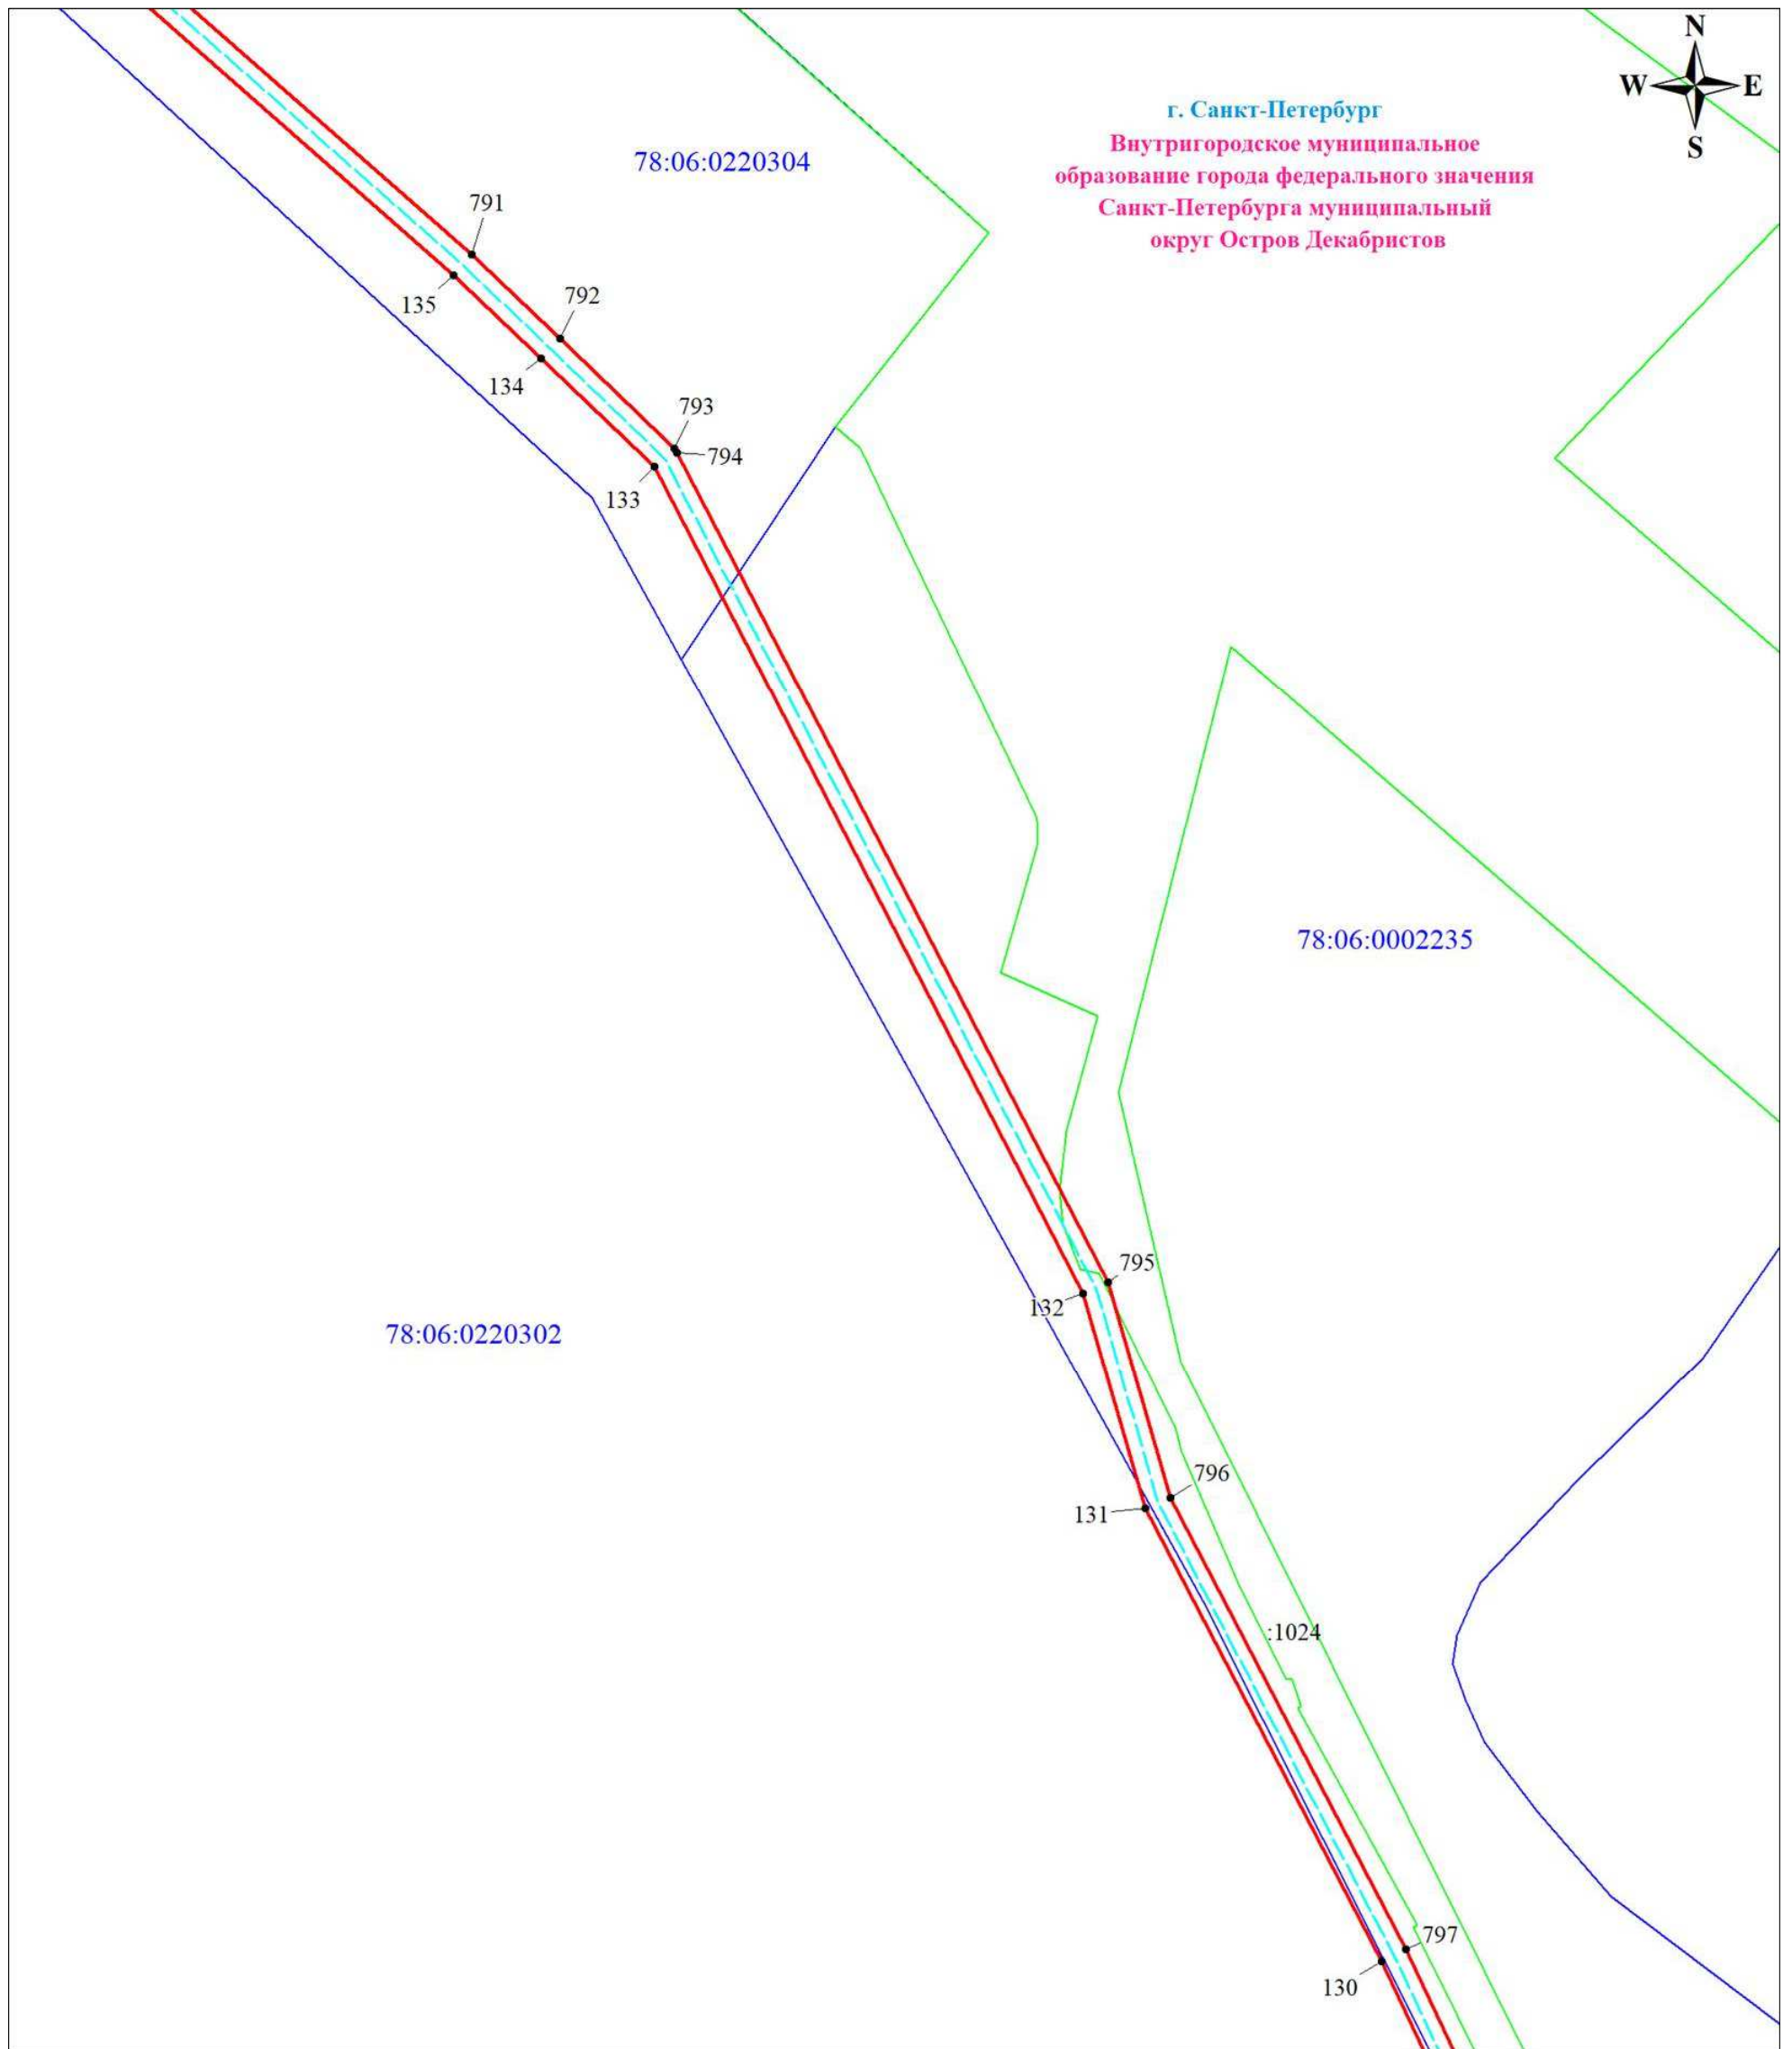 N
W E
S
г. Санкт-Петербург
Внутригородское муниципальное
образование города федерального значения
Санкт-Петербурга муниципальный
округ Остров Декабристов
78:06:0220304
791
135
792
134
793
794
133
78:06:0002235
795
132
78:06:0220302
796
131
:1024
797
130